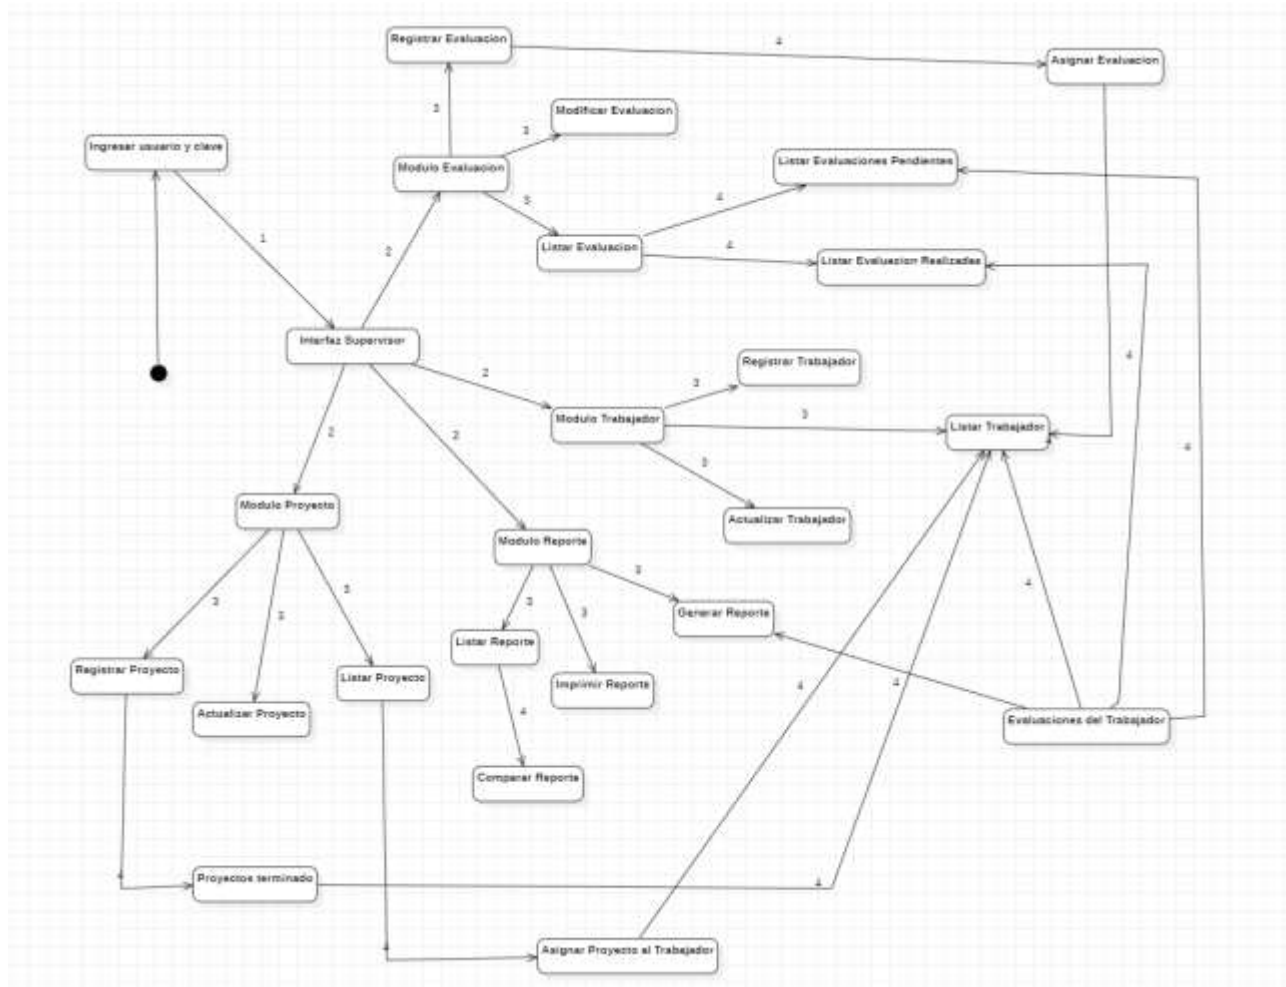 Registrar Evaluacion
4
Asignar Evaluacion
3
Modificar Evaluacion
3
Ingresar usuario y clave
Modulo Evaluacion
Listar Evaluaciones Pendientes
3
4
1
2
Listar Evaluacion
4
Listar Evaluacion Realizadas
Interfaz Supervisor
4
Registrar Trabajador
2
3
Modulo Trabajador
3
Listar Trabajador
4
2
2
3
4
Modulo Proyecto
Actualizar Trabajador
Modulo Reporte
3
4
3
3
3
3
3
Generar Reporte
Listar Reporte
Registrar Proyecto
Listar Proyecto
Imprimir Reporte
4
4
Actualizar Proyecto
4
Evaluaciones del Trabajador
Comparar Reporte
4
Proyectos terminado
4
4
Asignar Proyecto al Trabajador